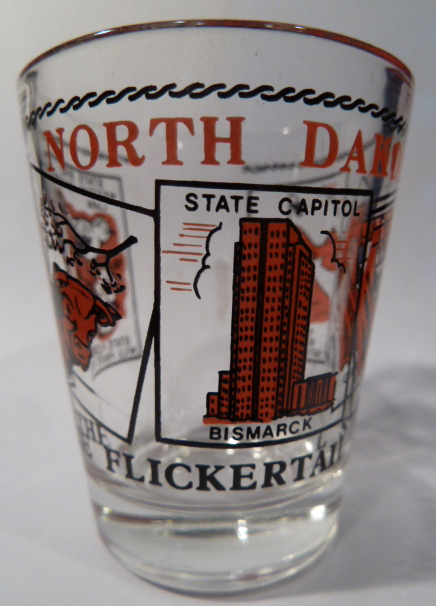 NORTH DAK
STATE CAPITOL
BISMARCK
THE
FLICKERTAIL